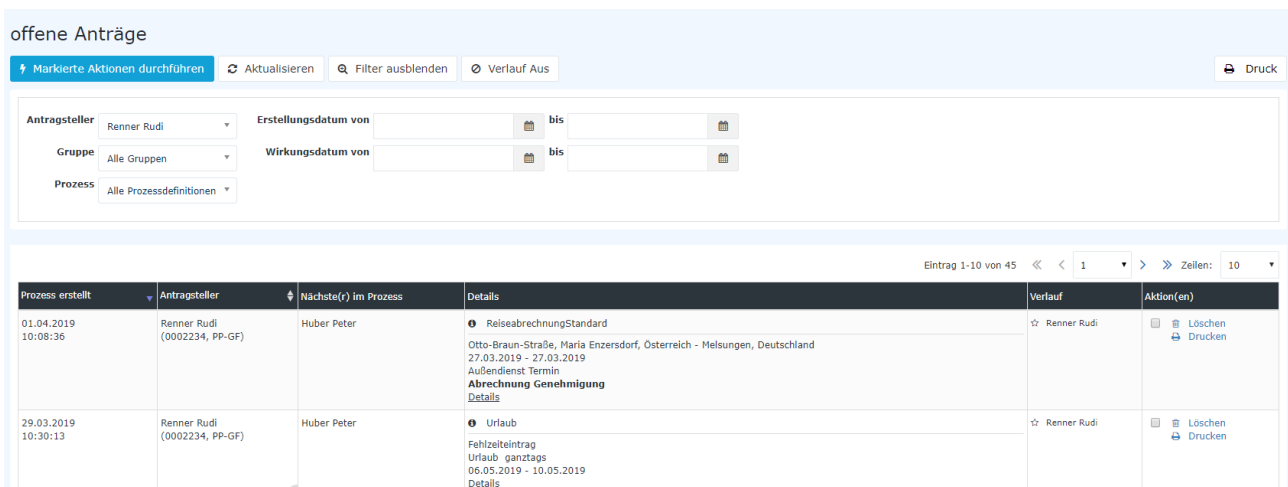 offene Anträge
Markierte Aktionen durchführen Aktualisieren Filter ausblenden Verlauf Aus Druck
Antragsteller Renner Rudi Erstellungsdatum von bis
Gruppe Alle Gruppen Wirkungsdatum von bis
Prozess Alle Prozessdefinitionen
Eintrag 1-10 von 45 1 Zeilen: 10
Prozess erstellt Antragsteller Nächste(r) im Prozess Details Verlauf Aktion(en)
01.04.2019 Renner Rudi Huber Peter ReiseabrechnungStandard Renner Rudi Löschen
10:08:36 (0002234, PP-GF) Drucken
Otto-Braun-Straße, Maria Enzersdorf, Österreich - Melsungen, Deutschland
27.03.2019 - 27.03.2019
Außendienst Termin
Abrechnung Genehmigung
Details
29.03.2019 Renner Rudi Huber Peter Urlaub Renner Rudi Löschen
10:30:13 (0002234, PP-GF) Drucken
Fehlzeiteintrag
Urlaub ganztags
06.05.2019 - 10.05.2019
Details